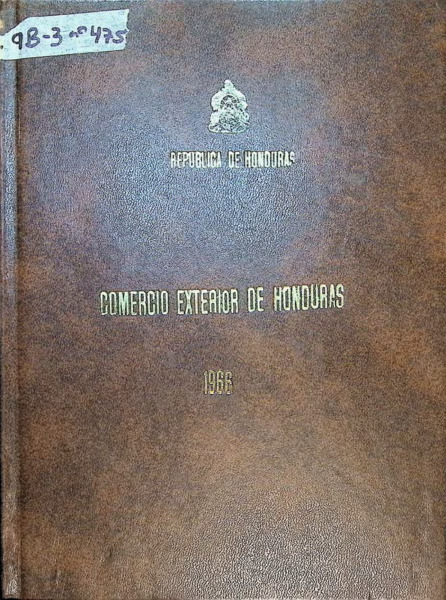 9B-3 nº 475
REPUBLICA DE HONDURAS
COMERCIO EXTERIOR DE HONDURAS
1966